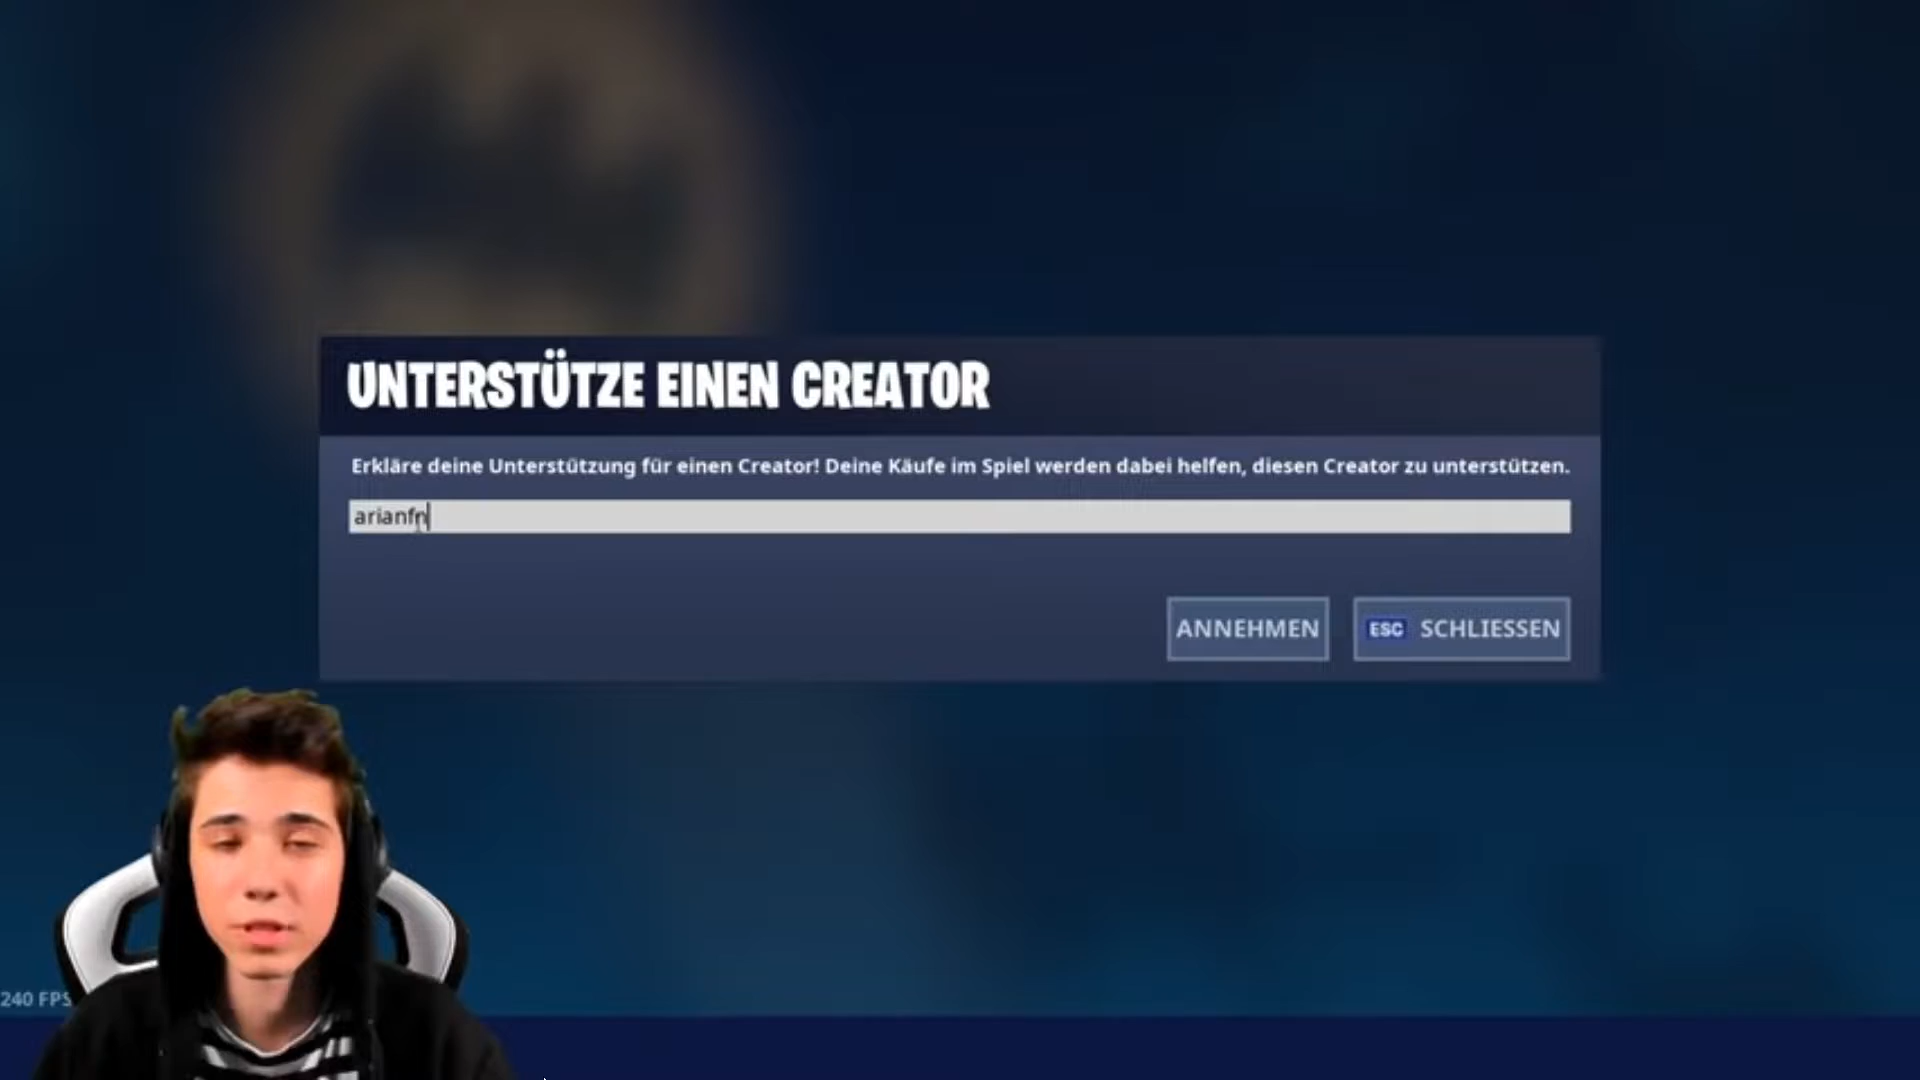 UNTERSTÜTZE EINEN CREATOR
Erkläre deine Unterstützung für einen Creator! Deine Käufe im Spiel werden dabei helfen, diesen Creator zu unterstützen.
arianfn
ANNEHMEN
ESC SCHLIESSEN
240 FPS